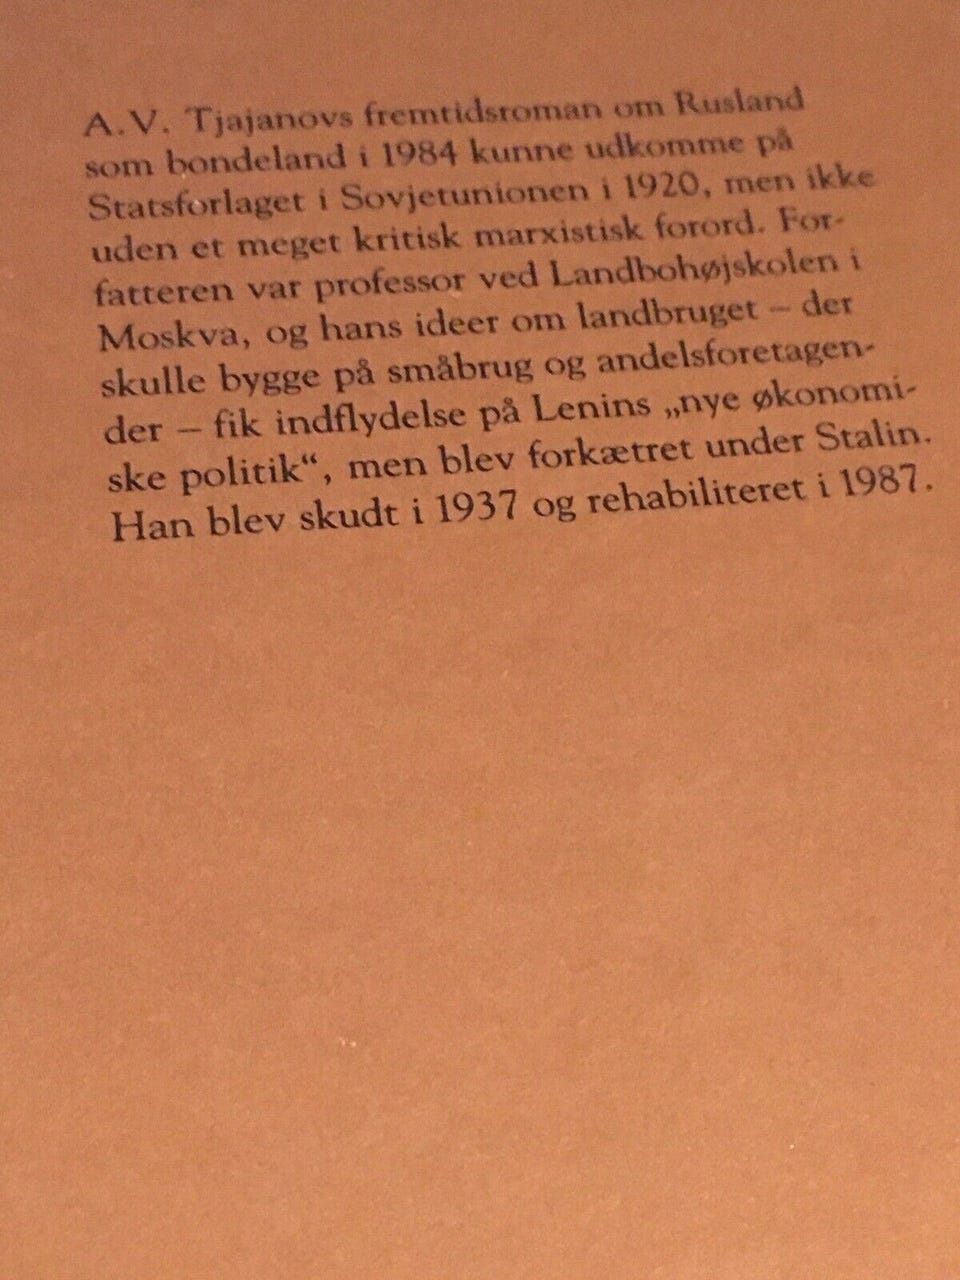 A.V. Tjajanovs fremtidsroman om Rusland
som bondeland i 1984 kunne udkomme på
Statsforlaget i Sovjetunionen i 1920, men ikke
uden et meget kritisk marxistisk forord. For-
fatteren var professor ved Landbohøjskolen i
Moskva, og hans ideer om landbruget – der
skulle bygge på småbrug og andelsforetagen-
der – fik indflydelse på Lenins „nye økonomi-
ske politik“, men blev forkætret under Stalin.
Han blev skudt i 1937 og rehabiliteret i 1987.